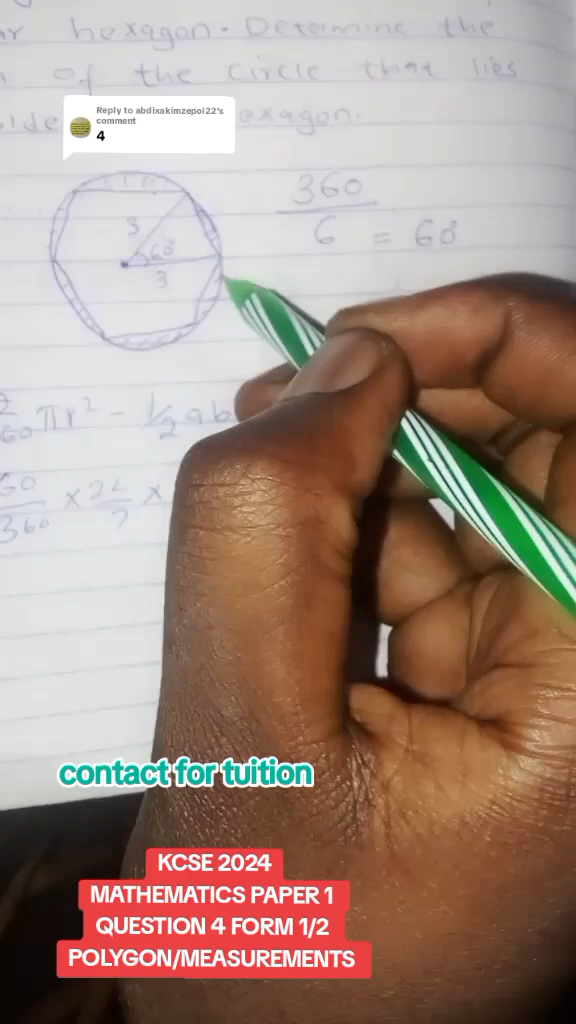 hexagon. Determine the
of the circle that lies
exagon.
Reply to abdixakimzepoi22's
comment
4
360
6 = 60°
3
60°
3
πr² - 1/2 ab
60/360 × 22/7 ×
contact for tuition
KCSE 2024
MATHEMATICS PAPER 1
QUESTION 4 FORM 1/2
POLYGON/MEASUREMENTS